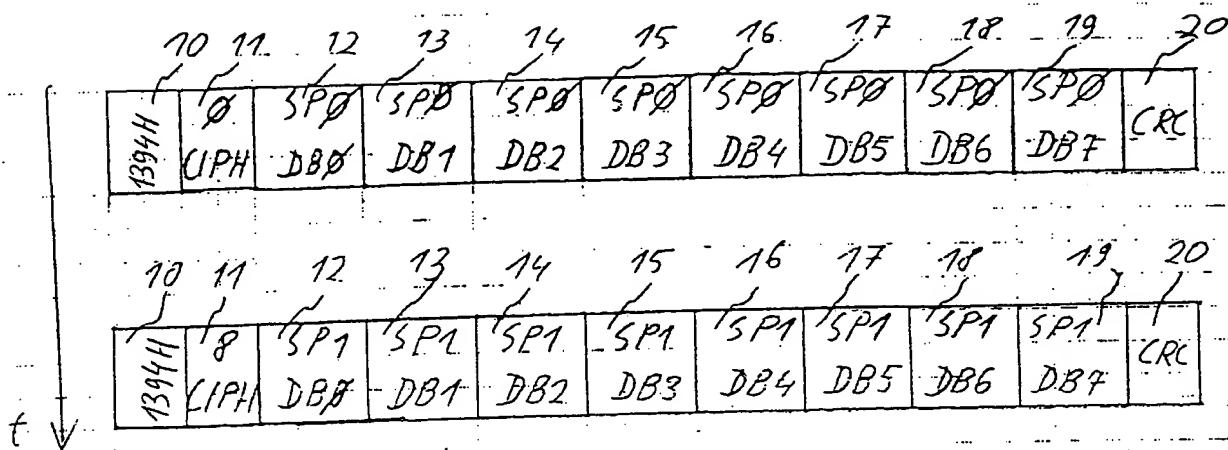 10 11 12 13 14 15 16 17 18 19 20
1394H Ø SPØ SPØ SPØ SPØ SPØ SPØ SPØ SPØ CRC
CIPH DBØ DB1 DB2 DB3 DB4 DB5 DB6 DB7
10 11 12 13 14 15 16 17 18 19 20
1394H 8 SP1 SP1 SP1 SP1 SP1 SP1 SP1 SP1 CRC
CIPH DBØ DB1 DB2 DB3 DB4 DB5 DB6 DB7
t